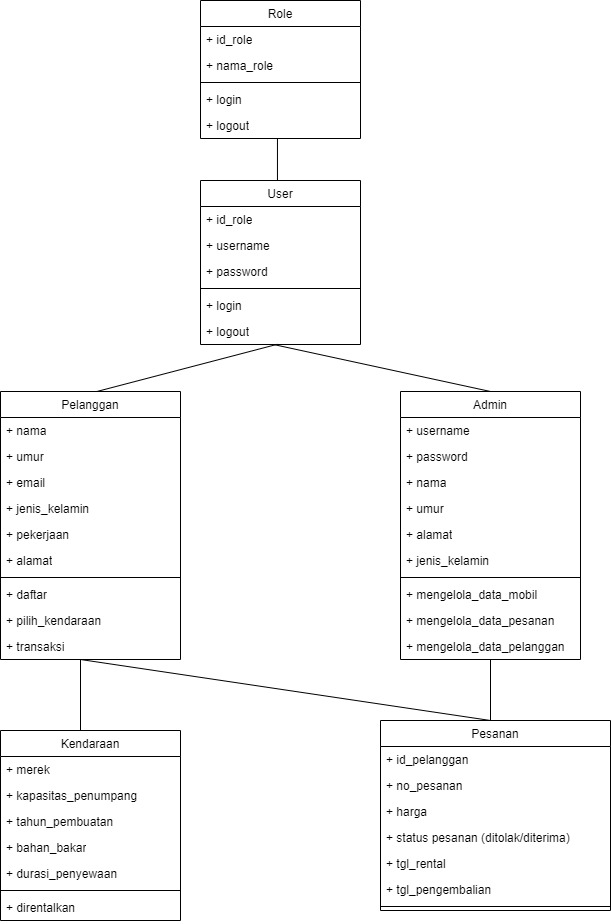 Role
+ id_role
+ nama_role
+ login
+ logout
User
+ id_role
+ username
+ password
+ login
+ logout
Pelanggan
+ nama
+ umur
+ email
+ jenis_kelamin
+ pekerjaan
+ alamat
+ daftar
+ pilih_kendaraan
+ transaksi
Admin
+ username
+ password
+ nama
+ umur
+ alamat
+ jenis_kelamin
+ mengelola_data_mobil
+ mengelola_data_pesanan
+ mengelola_data_pelanggan
Kendaraan
+ merek
+ kapasitas_penumpang
+ tahun_pembuatan
+ bahan_bakar
+ durasi_penyewaan
+ direntalkan
Pesanan
+ id_pelanggan
+ no_pesanan
+ harga
+ status pesanan (ditolak/diterima)
+ tgl_rental
+ tgl_pengembalian